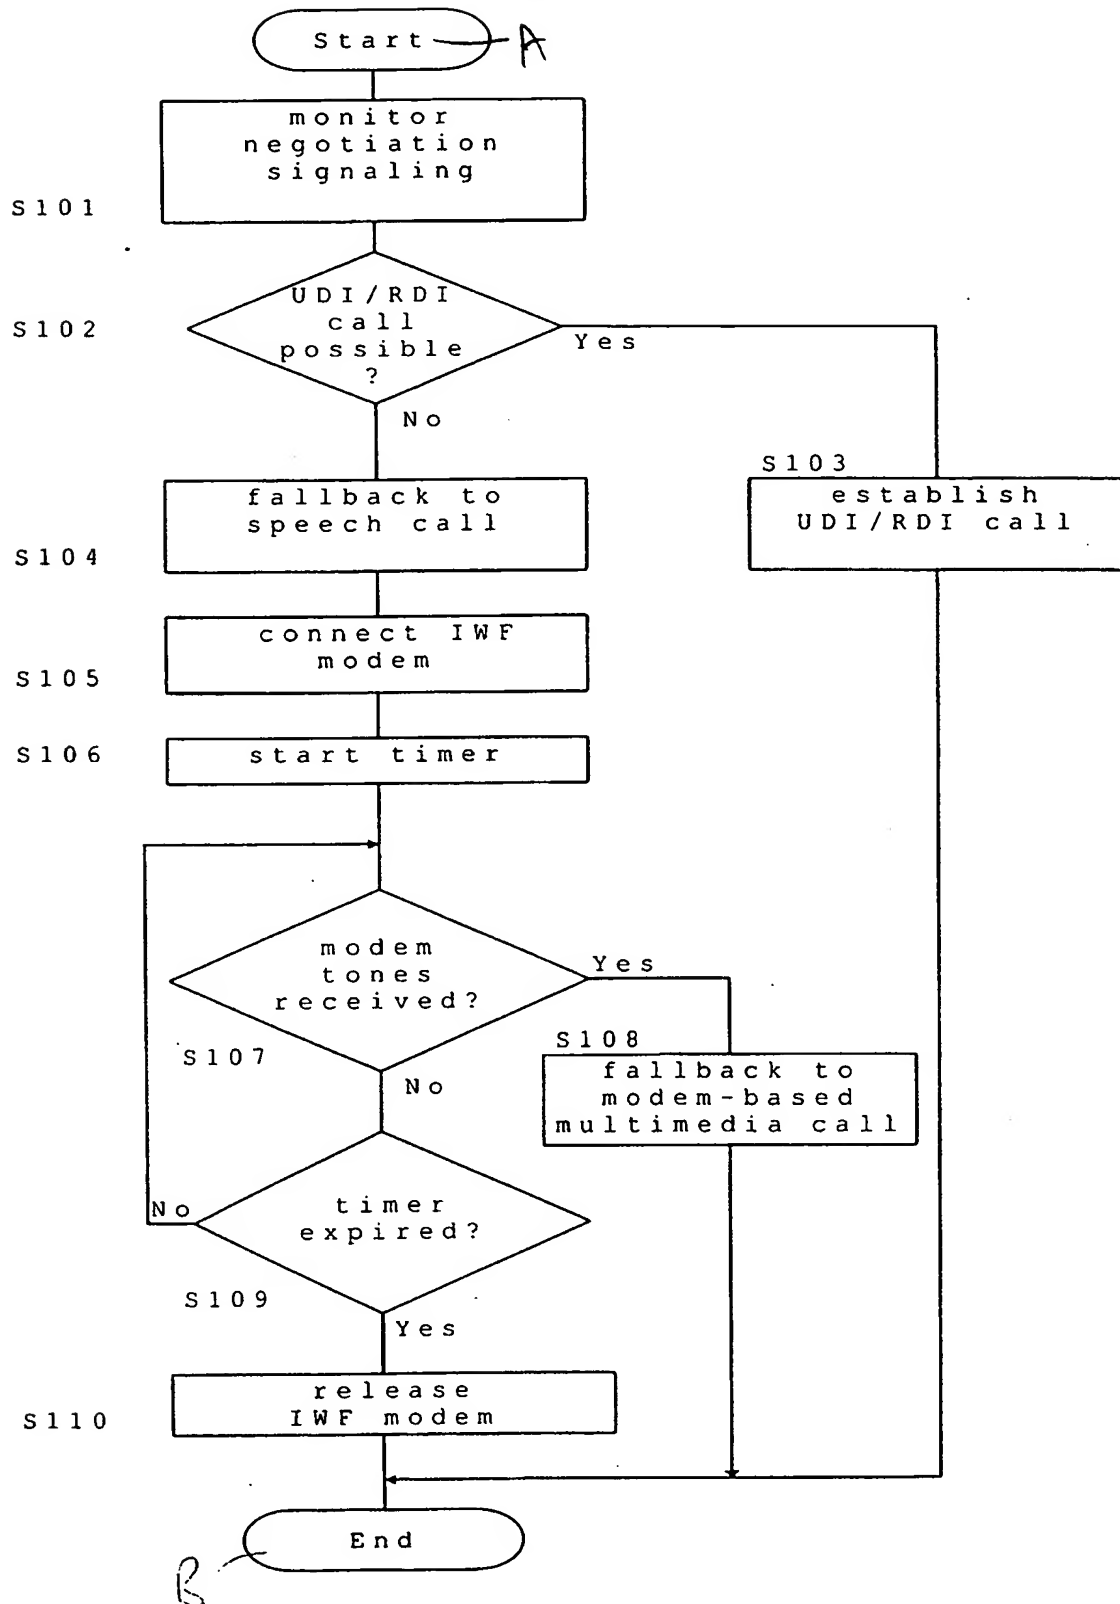 Start A
monitor
negotiation
signaling
S101
UDI/RDI
call
possible
?
S102
Yes
No
S103
establish
UDI/RDI call
fallback to
speech call
S104
connect IWF
modem
S105
S106
start timer
modem
tones
received?
Yes
S107
No
S108
fallback to
modem-based
multimedia call
timer
expired?
No
S109
Yes
release
IWF modem
S110
End
B